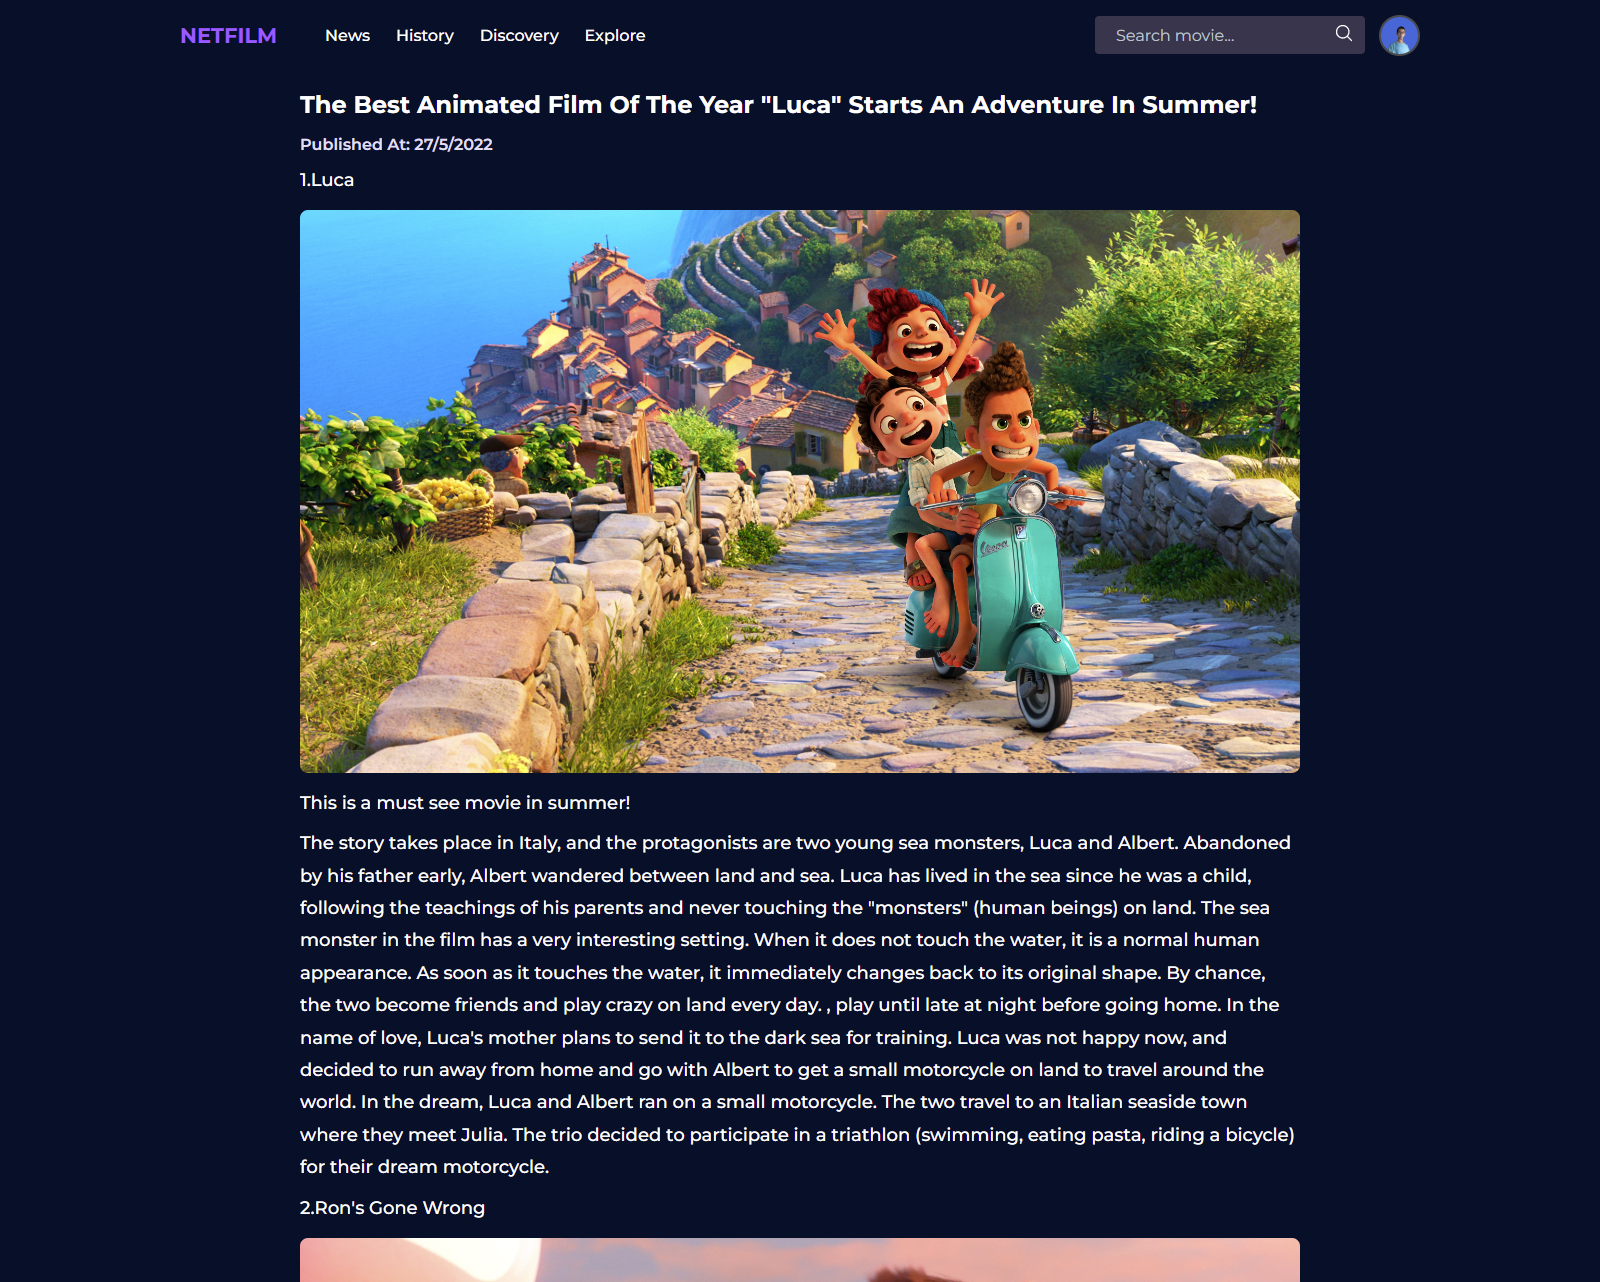 NETFILM
News
History
Discovery
Explore
Search movie...
The Best Animated Film Of The Year "Luca" Starts An Adventure In Summer!
Published At: 27/5/2022
1.Luca
Vespa
This is a must see movie in summer!
The story takes place in Italy, and the protagonists are two young sea monsters, Luca and Albert. Abandoned
by his father early, Albert wandered between land and sea. Luca has lived in the sea since he was a child,
following the teachings of his parents and never touching the "monsters" (human beings) on land. The sea
monster in the film has a very interesting setting. When it does not touch the water, it is a normal human
appearance. As soon as it touches the water, it immediately changes back to its original shape. By chance,
the two become friends and play crazy on land every day. , play until late at night before going home. In the
name of love, Luca's mother plans to send it to the dark sea for training. Luca was not happy now, and
decided to run away from home and go with Albert to get a small motorcycle on land to travel around the
world. In the dream, Luca and Albert ran on a small motorcycle. The two travel to an Italian seaside town
where they meet Julia. The trio decided to participate in a triathlon (swimming, eating pasta, riding a bicycle)
for their dream motorcycle.
2.Ron's Gone Wrong